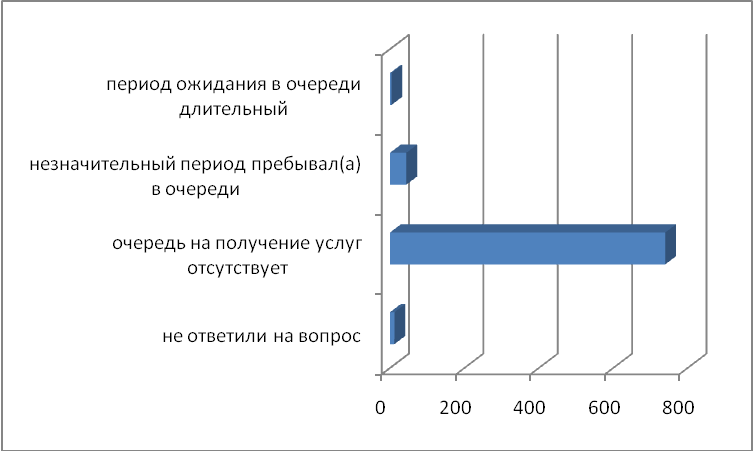 период ожидания в очереди
длительный
незначительный период пребывал(а)
в очереди
очередь на получение услуг
отсутствует
не ответили на вопрос
0 200 400 600 800